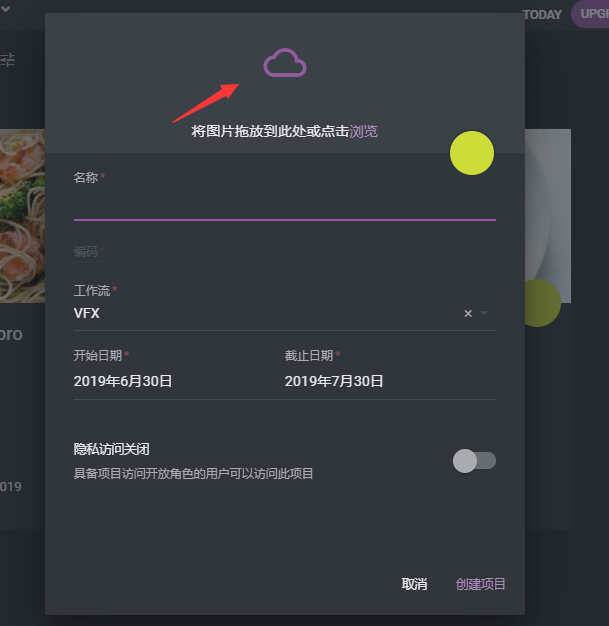 TODAY
UPGR
将图片拖放到此处或点击浏览
名称*
编码*
工作流*
VFX
开始日期*
截止日期*
2019年6月30日
2019年7月30日
pro
隐私访问关闭
具备项目访问开放角色的用户可以访问此项目
019
取消
创建项目